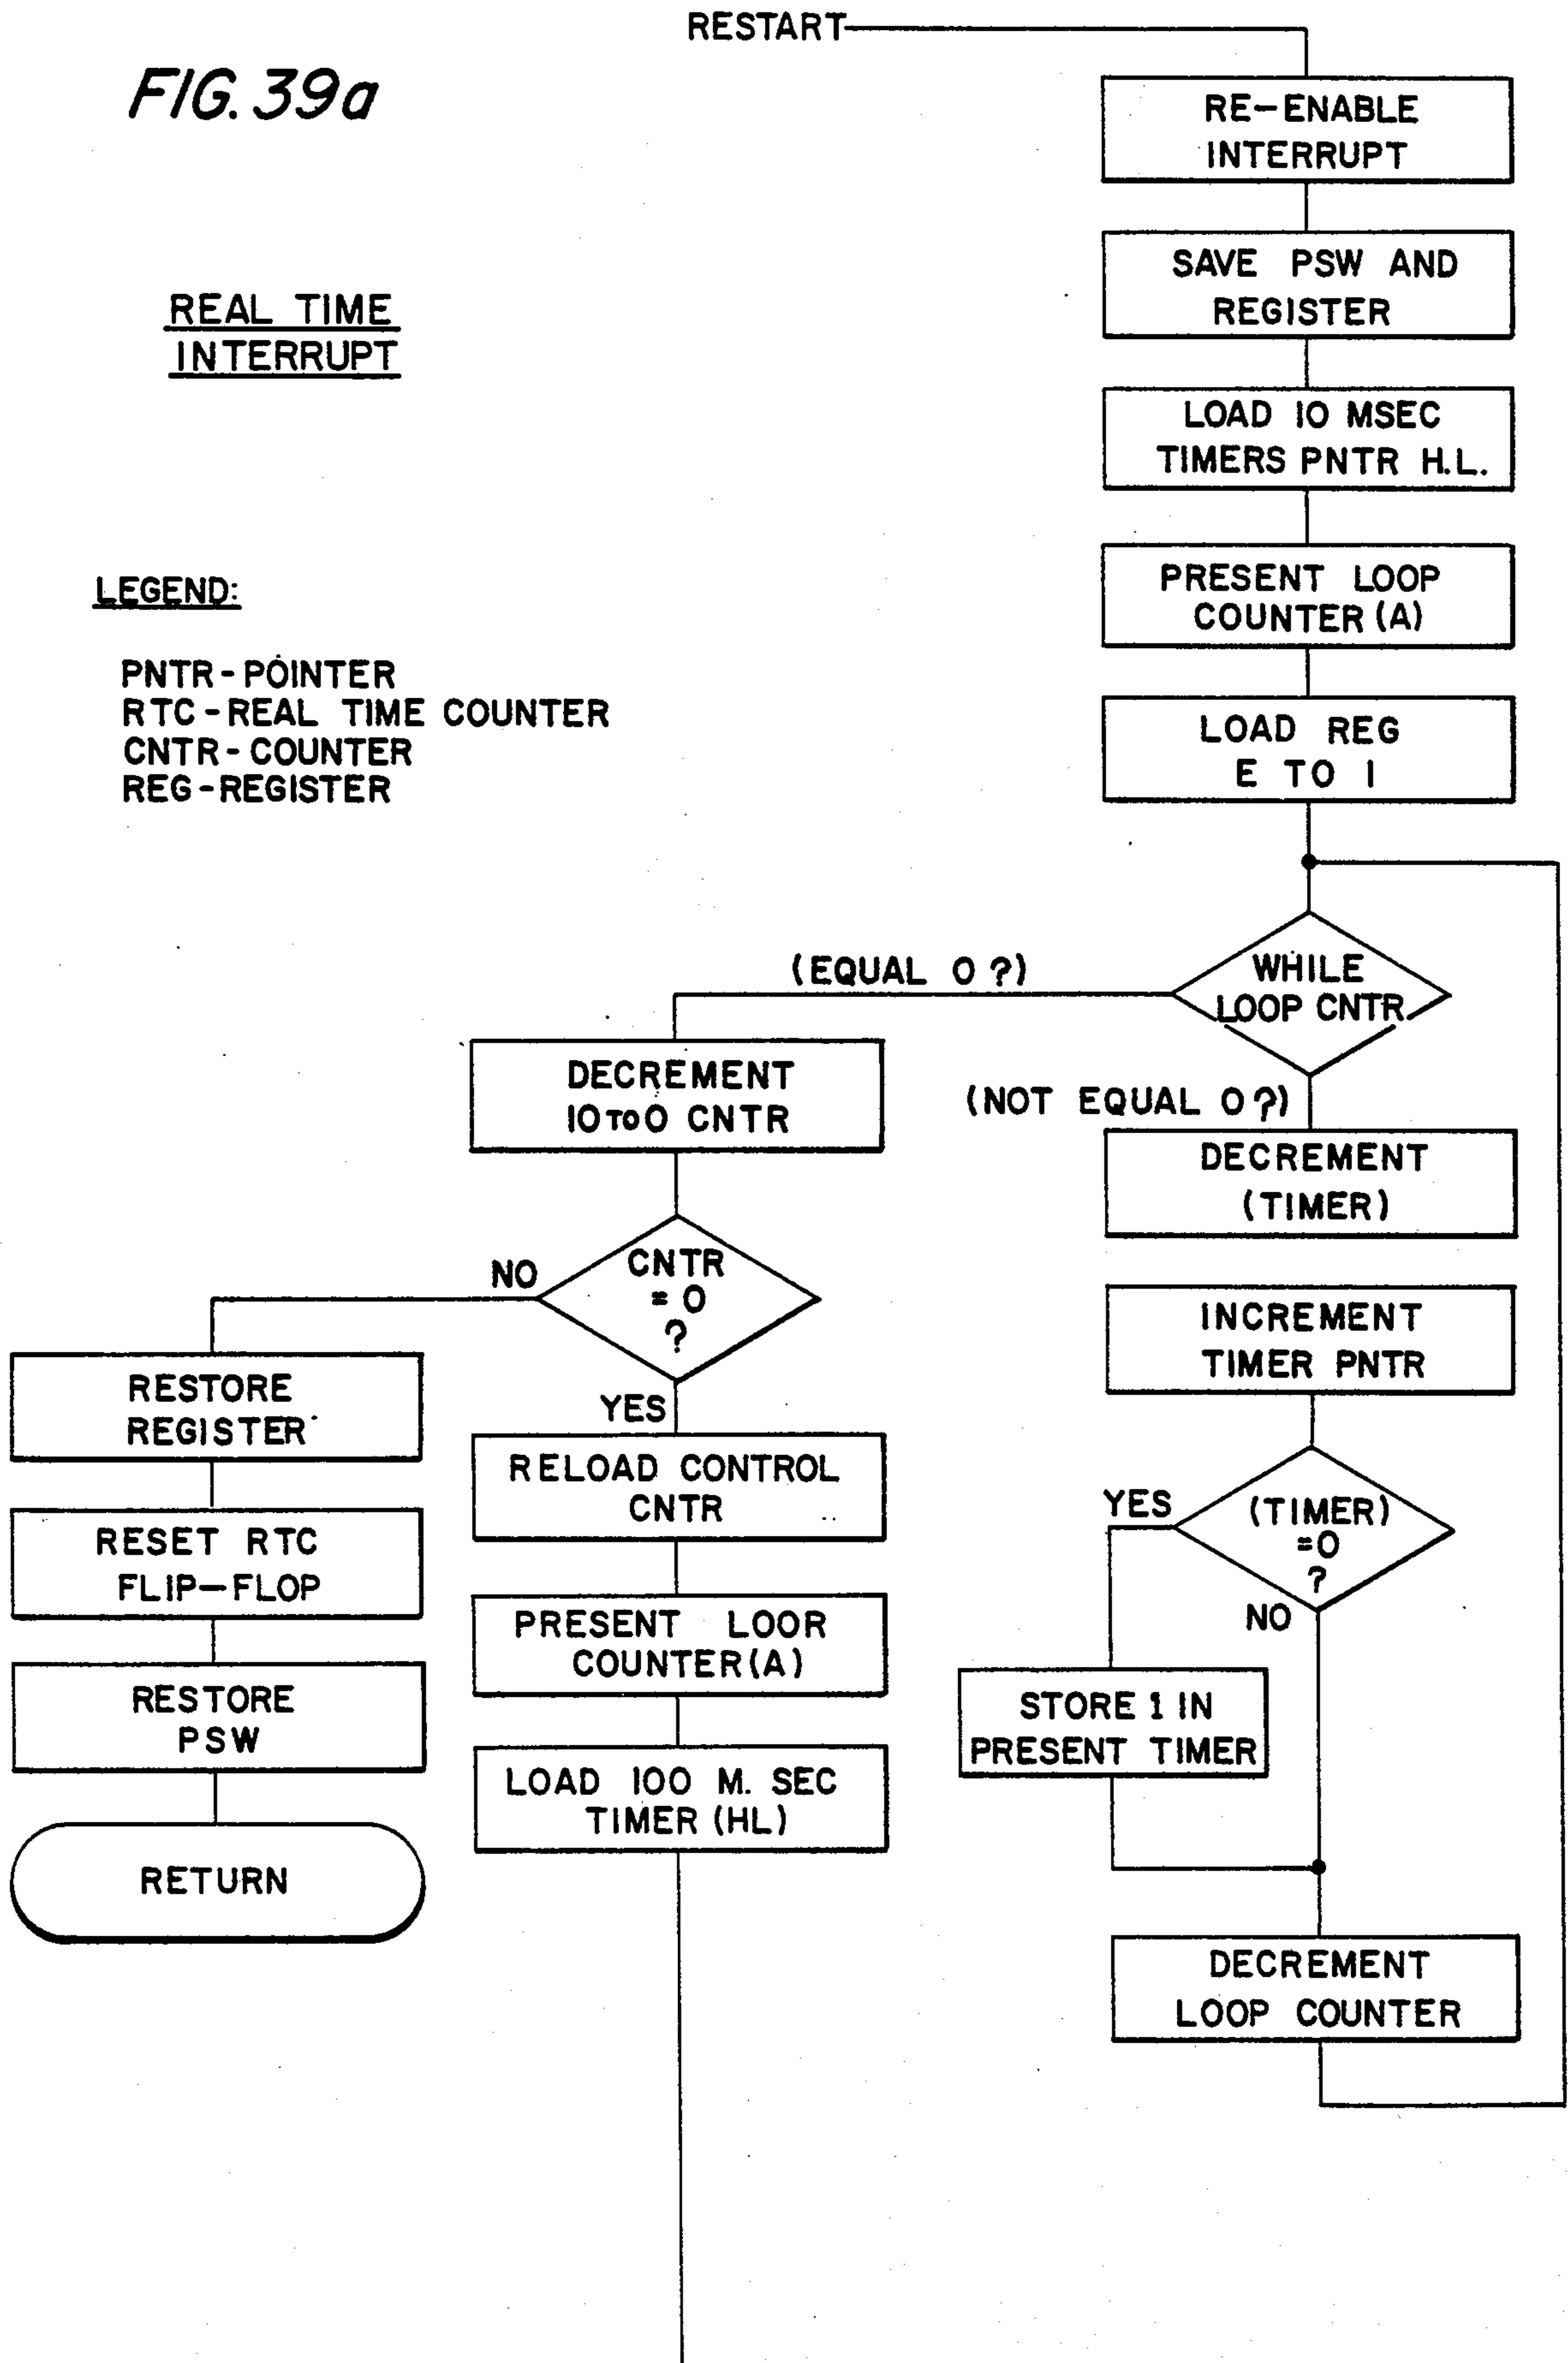 RESTART
FIG. 39a
REAL TIME
INTERRUPT
LEGEND:
PNTR - POINTER
RTC - REAL TIME COUNTER
CNTR - COUNTER
REG - REGISTER
RE-ENABLE
INTERRUPT
SAVE PSW AND
REGISTER
LOAD 10 MSEC
TIMERS PNTR H.L.
PRESENT LOOP
COUNTER (A)
LOAD REG
E TO 1
WHILE
LOOP CNTR
(EQUAL 0 ?)
(NOT EQUAL 0 ?)
DECREMENT
(TIMER)
INCREMENT
TIMER PNTR
(TIMER)
=0
?
YES
NO
STORE 1 IN
PRESENT TIMER
DECREMENT
LOOP COUNTER
DECREMENT
10 TO 0 CNTR
CNTR
= 0
?
NO
YES
RELOAD CONTROL
CNTR
PRESENT LOOR
COUNTER (A)
LOAD 100 M. SEC
TIMER (HL)
RESTORE
REGISTER
RESET RTC
FLIP-FLOP
RESTORE
PSW
RETURN